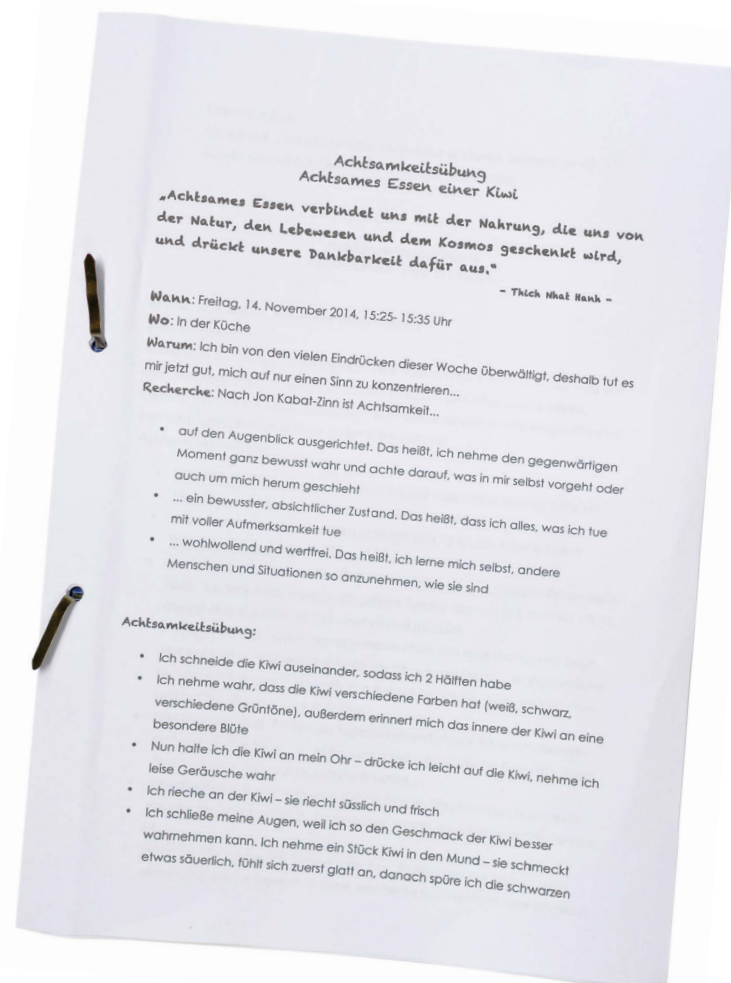 Achtsamkeitsübung
Achtsames Essen einer Kiwi
„Achtsames Essen verbindet uns mit der Nahrung, die uns von
der Natur, den Lebewesen und dem Kosmos geschenkt wird,
und drückt unsere Dankbarkeit dafür aus."
- Thich Nhat Hanh -
Wann: Freitag, 14. November 2014, 15:25- 15:35 Uhr
Wo: In der Küche
Warum: Ich bin von den vielen Eindrücken dieser Woche überwältigt, deshalb tut es
mir jetzt gut, mich auf nur einen Sinn zu konzentrieren...
Recherche: Nach Jon Kabat-Zinn ist Achtsamkeit...
• auf den Augenblick ausgerichtet. Das heißt, ich nehme den gegenwärtigen
Moment ganz bewusst wahr und achte darauf, was in mir selbst vorgeht oder
auch um mich herum geschieht
• ... ein bewusster, absichtlicher Zustand. Das heißt, dass ich alles, was ich tue
mit voller Aufmerksamkeit tue
• ... wohlwollend und wertfrei. Das heißt, ich lerne mich selbst, andere
Menschen und Situationen so anzunehmen, wie sie sind
Achtsamkeitsübung:
• Ich schneide die Kiwi auseinander, sodass ich 2 Hälften habe
• Ich nehme wahr, dass die Kiwi verschiedene Farben hat (weiß, schwarz,
verschiedene Grüntöne), außerdem erinnert mich das innere der Kiwi an eine
besondere Blüte
• Nun halte ich die Kiwi an mein Ohr – drücke ich leicht auf die Kiwi, nehme ich
leise Geräusche wahr
• Ich rieche an der Kiwi – sie riecht süsslich und frisch
• Ich schließe meine Augen, weil ich so den Geschmack der Kiwi besser
wahrnehmen kann. Ich nehme ein Stück Kiwi in den Mund – sie schmeckt
etwas säuerlich, fühlt sich zuerst glatt an, danach spüre ich die schwarzen